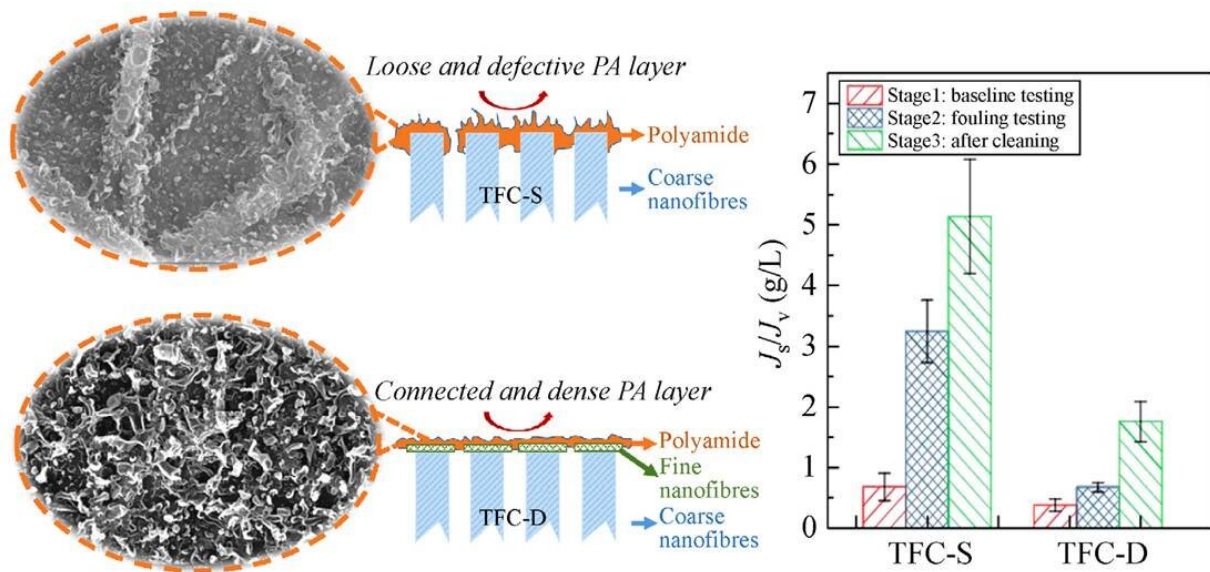 Loose and defective PA layer
Polyamide
Coarse
nanofibres
TFC-S
Connected and dense PA layer
Polyamide
Fine
nanofibres
Coarse
nanofibres
TFC-D
Stage1: baseline testing
Stage2: fouling testing
Stage3: after cleaning
Js/Jv (g/L)
7
6
5
4
3
2
1
0
TFC-S TFC-D